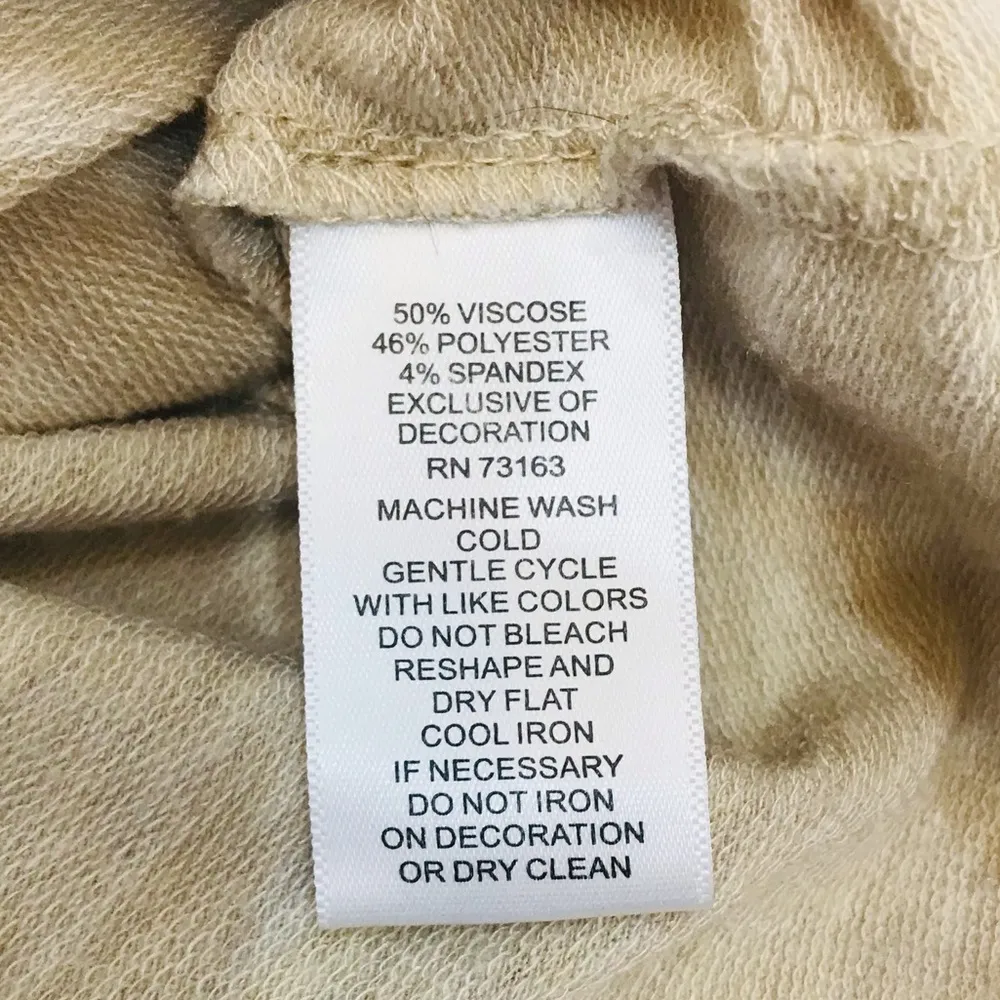 50% VISCOSE
46% POLYESTER
4% SPANDEX
EXCLUSIVE OF
DECORATION
RN 73163
MACHINE WASH
COLD
GENTLE CYCLE
WITH LIKE COLORS
DO NOT BLEACH
RESHAPE AND
DRY FLAT
COOL IRON
IF NECESSARY
DO NOT IRON
ON DECORATION
OR DRY CLEAN